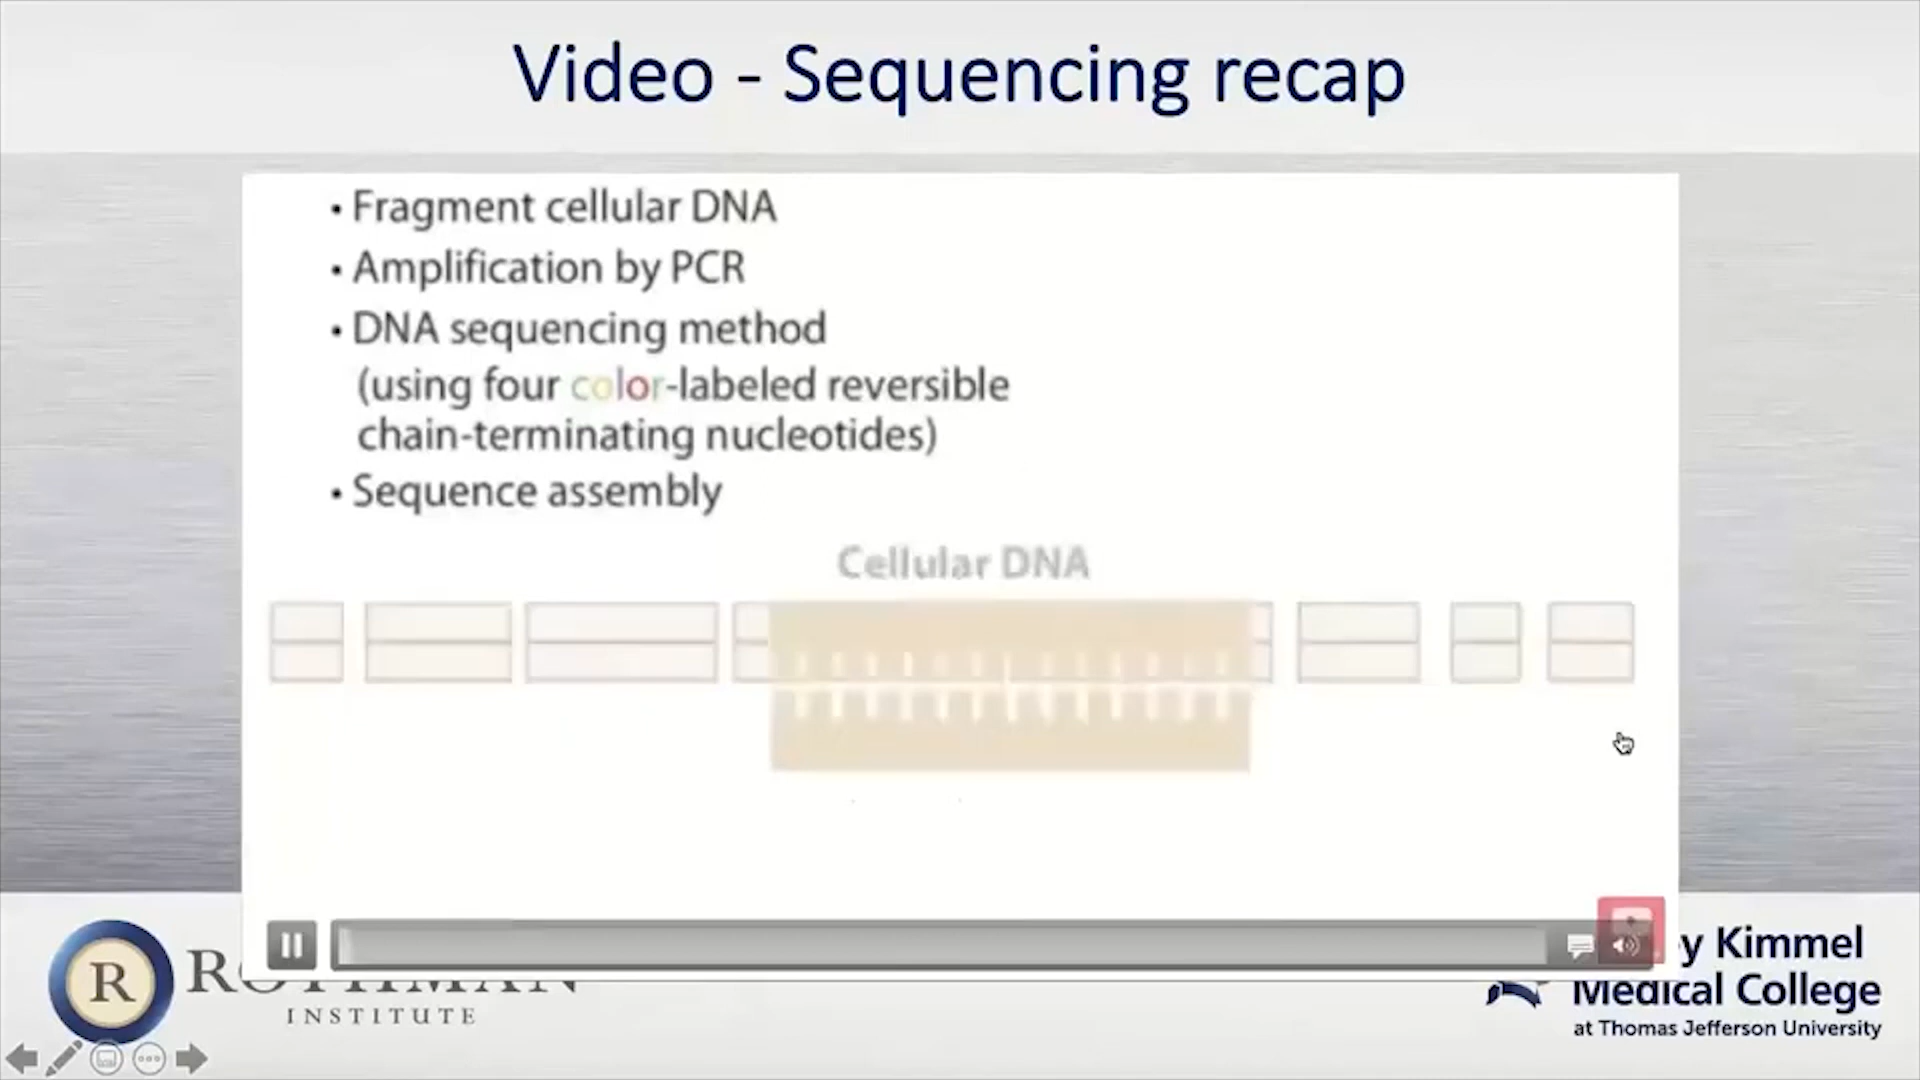 Video - Sequencing recap
• Fragment cellular DNA
• Amplification by PCR
• DNA sequencing method
(using four color-labeled reversible
chain-terminating nucleotides)
• Sequence assembly
Cellular DNA
R
ROTHMAN
INSTITUTE
y Kimmel
Medical College
at Thomas Jefferson University